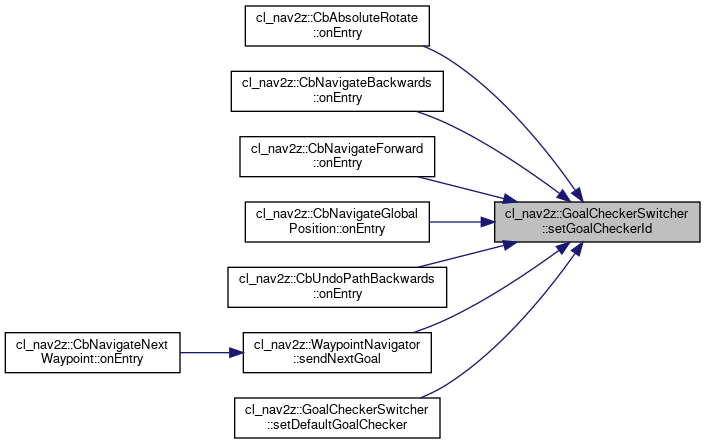 cl_nav2z::CbAbsoluteRotate
::onEntry
cl_nav2z::CbNavigateBackwards
::onEntry
cl_nav2z::CbNavigateForward
::onEntry
cl_nav2z::CbNavigateGlobal
Position::onEntry
cl_nav2z::GoalCheckerSwitcher
::setGoalCheckerId
cl_nav2z::CbUndoPathBackwards
::onEntry
cl_nav2z::CbNavigateNext
Waypoint::onEntry
cl_nav2z::WaypointNavigator
::sendNextGoal
cl_nav2z::GoalCheckerSwitcher
::setDefaultGoalChecker